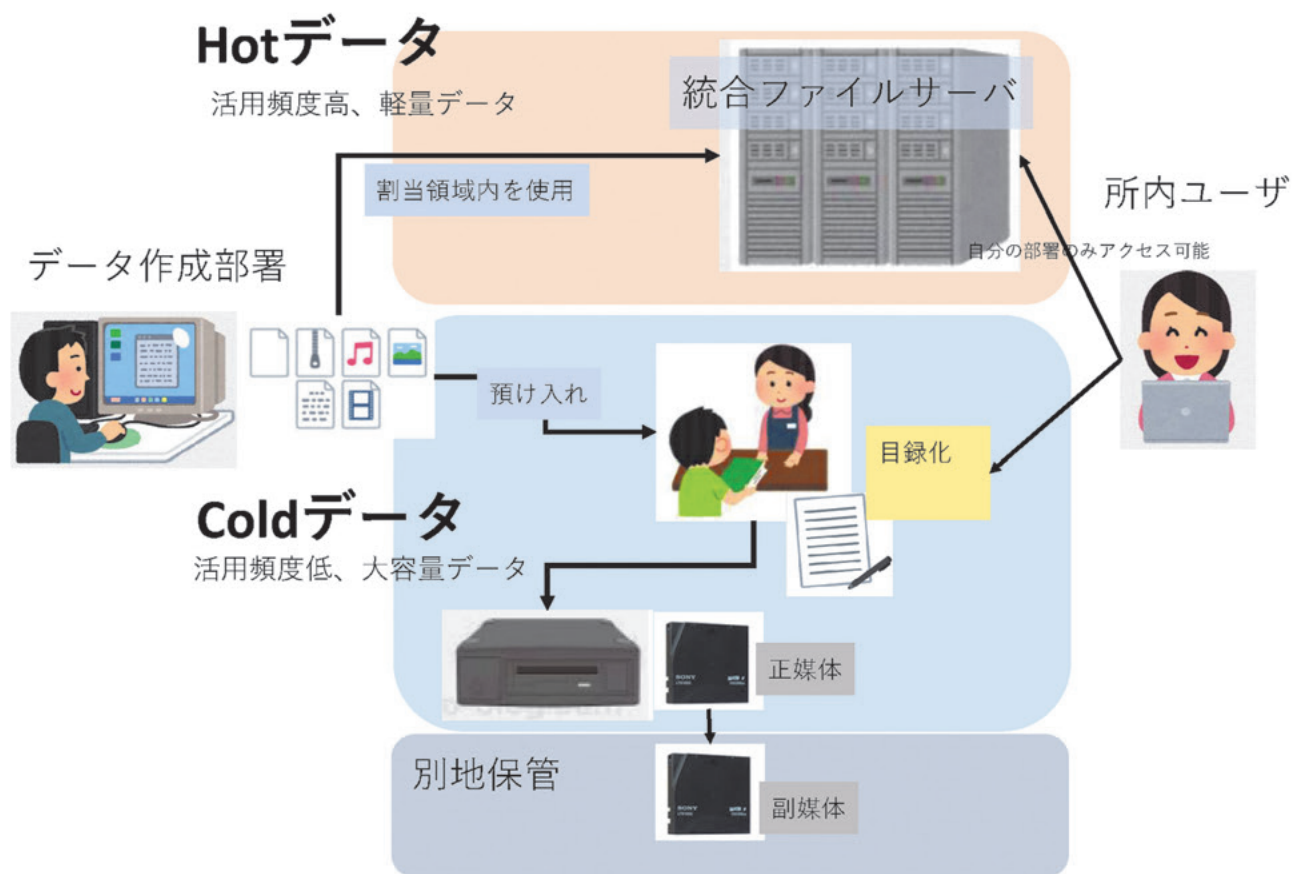 Hotデータ
活用頻度高、軽量データ
統合ファイルサーバ
割当領域内を使用
所内ユーザ
自分の部署のみアクセス可能
データ作成部署
預け入れ
目録化
Coldデータ
活用頻度低、大容量データ
SONY
正媒体
別地保管
SONY
副媒体